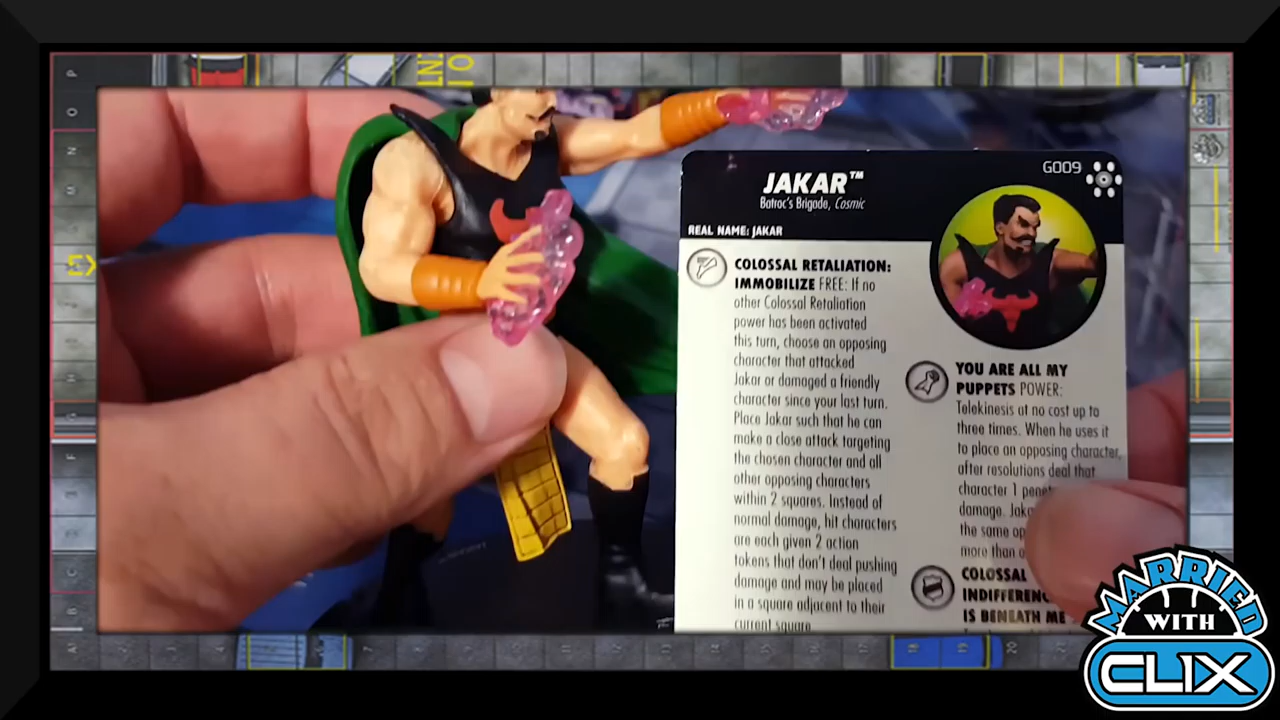 JAKAR™
Batroc's Brigade, Cosmic
G009
REAL NAME: JAKAR
COLOSSAL RETALIATION:
IMMOBILIZE FREE: If no
other Colossal Retaliation
power has been activated
this turn, choose an opposing
character that attacked
Jakar or damaged a friendly
character since your last turn.
Place Jakar such that he can
make a close attack targeting
the chosen character and all
other opposing characters
within 2 squares. Instead of
normal damage, hit characters
are each given 2 action
tokens that don't deal pushing
damage and may be placed
in a square adjacent to their
current square
YOU ARE ALL MY
PUPPETS POWER:
Telekinesis at no cost up to
three times. When he uses it
to place an opposing character,
after resolutions deal that
character 1
damage.
the same
more than
COLOSSAL
IS BENEATH ME
MARRIED
WITH
CLIX